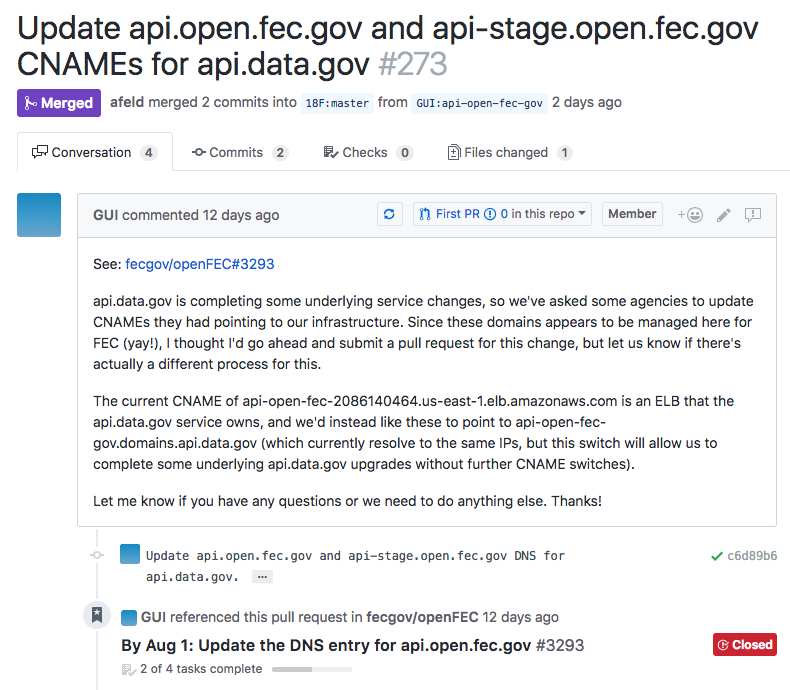 Update api.open.fec.gov and api-stage.open.fec.gov
CNAMEs for api.data.gov #273
Merged afeld merged 2 commits into 18F:master from GUI:api-open-fec-gov 2 days ago
Conversation 4 Commits 2 Checks 0 Files changed 1
GUI commented 12 days ago First PR 0 in this repo Member
See: fecgov/openFEC#3293
api.data.gov is completing some underlying service changes, so we've asked some agencies to update
CNAMEs they had pointing to our infrastructure. Since these domains appears to be managed here for
FEC (yay!), I thought I'd go ahead and submit a pull request for this change, but let us know if there's
actually a different process for this.
The current CNAME of api-open-fec-2086140464.us-east-1.elb.amazonaws.com is an ELB that the
api.data.gov service owns, and we'd instead like these to point to api-open-fec-
gov.domains.api.data.gov (which currently resolve to the same IPs, but this switch will allow us to
complete some underlying api.data.gov upgrades without further CNAME switches).
Let me know if you have any questions or we need to do anything else. Thanks!
Update api.open.fec.gov and api-stage.open.fec.gov DNS for c6d89b6
api.data.gov. …
GUI referenced this pull request in fecgov/openFEC 12 days ago
By Aug 1: Update the DNS entry for api.open.fec.gov #3293 Closed
2 of 4 tasks complete